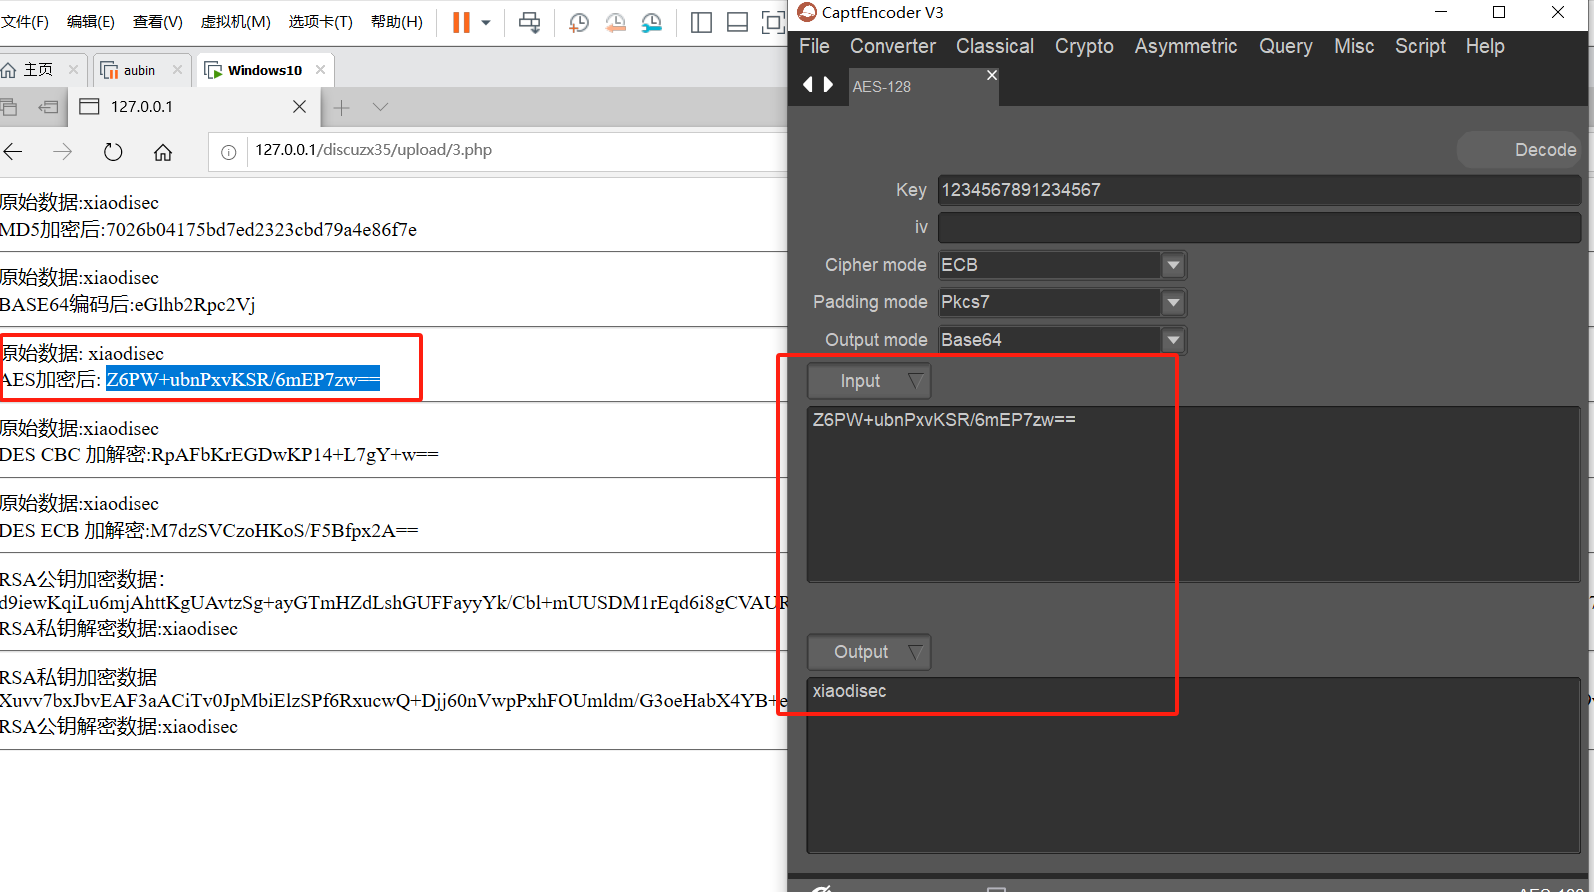 文件(F) 编辑(E) 查看(V) 虚拟机(M) 选项卡(T) 帮助(H)
主页 aubin Windows10
127.0.0.1
127.0.0.1/discuzx35/upload/3.php
原始数据:xiaodisec
MD5加密后:7026b04175bd7ed2323cbd79a4e86f7e
原始数据:xiaodisec
BASE64编码后:eGlhb2Rpc2Vj
原始数据: xiaodisec
AES加密后: Z6PW+ubnPxvKSR/6mEP7zw==
原始数据:xiaodisec
DES CBC 加解密:RpAFbKrEGDwKP14+L7gY+w==
原始数据:xiaodisec
DES ECB 加解密:M7dzSVCzoHKoS/F5Bfpx2A==
RSA公钥加密数据：
d9iewKqiLu6mjAhttKgUAvtzSg+ayGTmHZdLshGUFFayyYk/Cbl+mUUSDM1rEqd6i8gCVAUR
RSA私钥解密数据:xiaodisec
RSA私钥加密数据
Xuvv7bxJbvEAF3aACiTv0JpMbiElzSPf6RxucwQ+Djj60nVwpPxhFOUmldm/G3oeHabX4YB+e
RSA公钥解密数据:xiaodisec
CaptfEncoder V3
File Converter Classical Crypto Asymmetric Query Misc Script Help
AES-128
Decode
Key 1234567891234567
iv
Cipher mode ECB
Padding mode Pkcs7
Output mode Base64
Input
Z6PW+ubnPxvKSR/6mEP7zw==
Output
xiaodisec